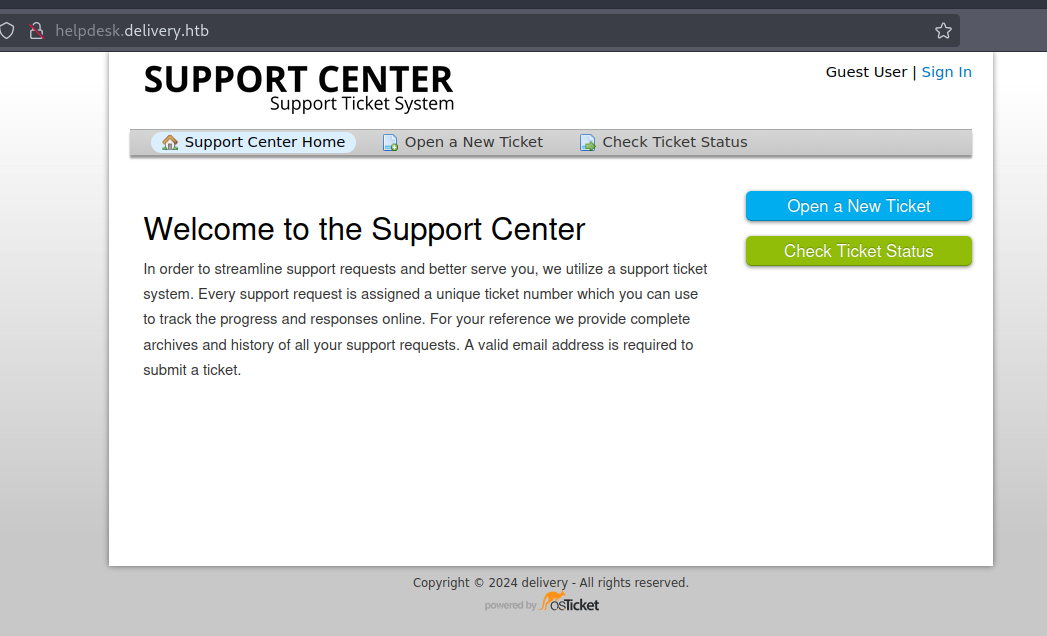 helpdesk.delivery.htb
SUPPORT CENTER
Support Ticket System
Guest User | Sign In
Support Center Home Open a New Ticket Check Ticket Status
Open a New Ticket
Check Ticket Status
Welcome to the Support Center
In order to streamline support requests and better serve you, we utilize a support ticket
system. Every support request is assigned a unique ticket number which you can use
to track the progress and responses online. For your reference we provide complete
archives and history of all your support requests. A valid email address is required to
submit a ticket.
Copyright © 2024 delivery - All rights reserved.
powered by osTicket